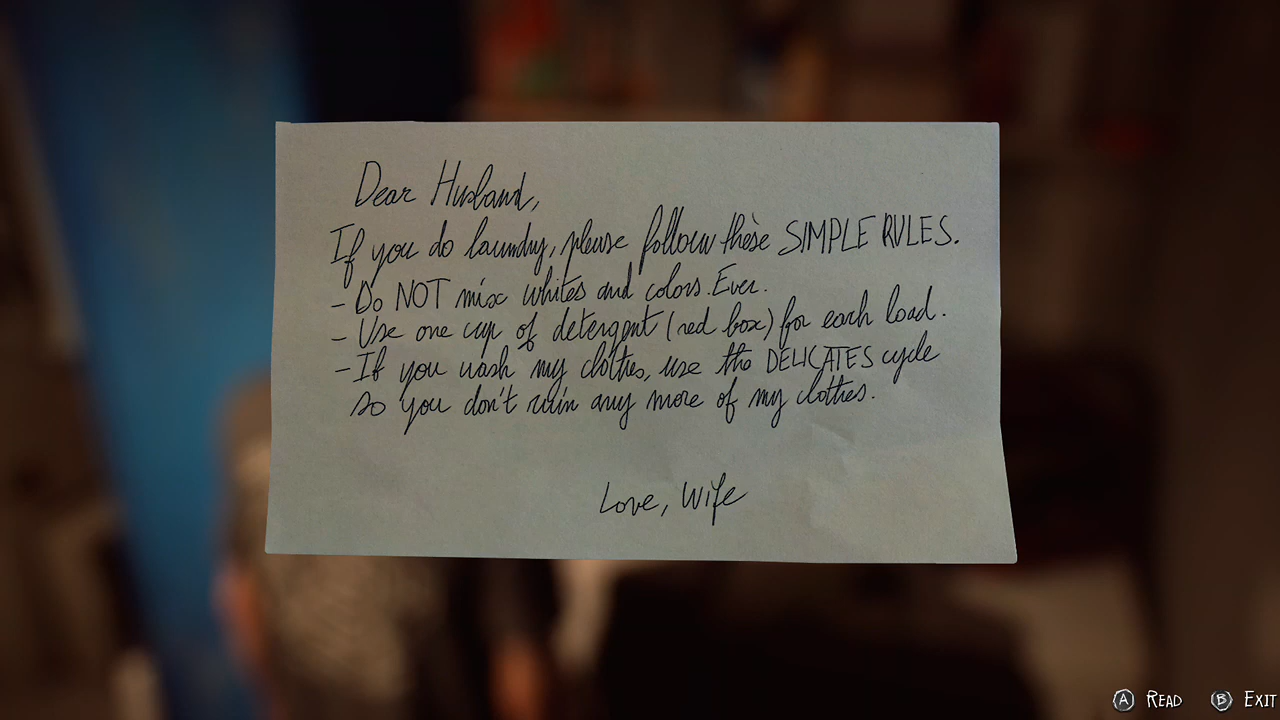 Dear Husband,
If you do laundry, please follow these SIMPLE RULES.
- Do NOT mix whites and colors. Ever.
- Use one cup of detergent (red box) for each load.
- If you wash my clothes, use the DELICATES cycle
so you don't ruin any more of my clothes.
Love, Wife
A READ B EXIT